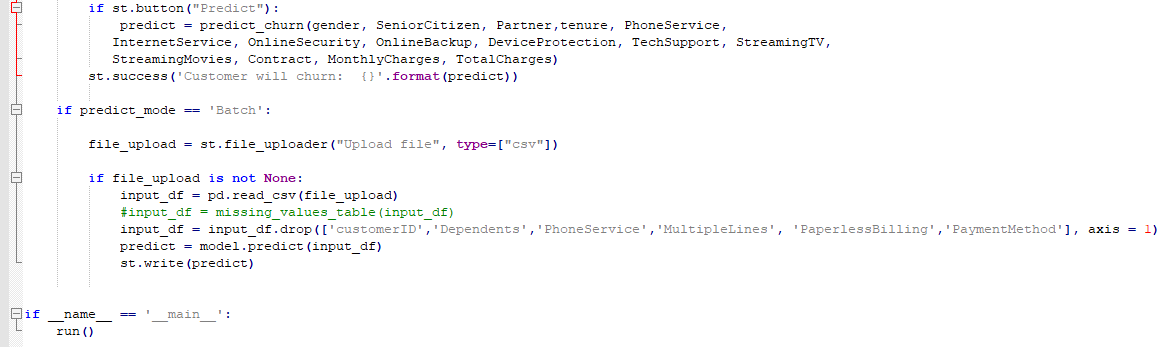 if st.button("Predict"):
predict = predict_churn(gender, SeniorCitizen, Partner,tenure, PhoneService,
InternetService, OnlineSecurity, OnlineBackup, DeviceProtection, TechSupport, StreamingTV,
StreamingMovies, Contract, MonthlyCharges, TotalCharges)
st.success('Customer will churn:  {}'.format(predict))
if predict_mode == 'Batch':
file_upload = st.file_uploader("Upload file", type=["csv"])
if file_upload is not None:
input_df = pd.read_csv(file_upload)
#input_df = missing_values_table(input_df)
input_df = input_df.drop(['customerID','Dependents','PhoneService','MultipleLines', 'PaperlessBilling','PaymentMethod'], axis = 1)
predict = model.predict(input_df)
st.write(predict)
if __name__ == '__main__':
run()